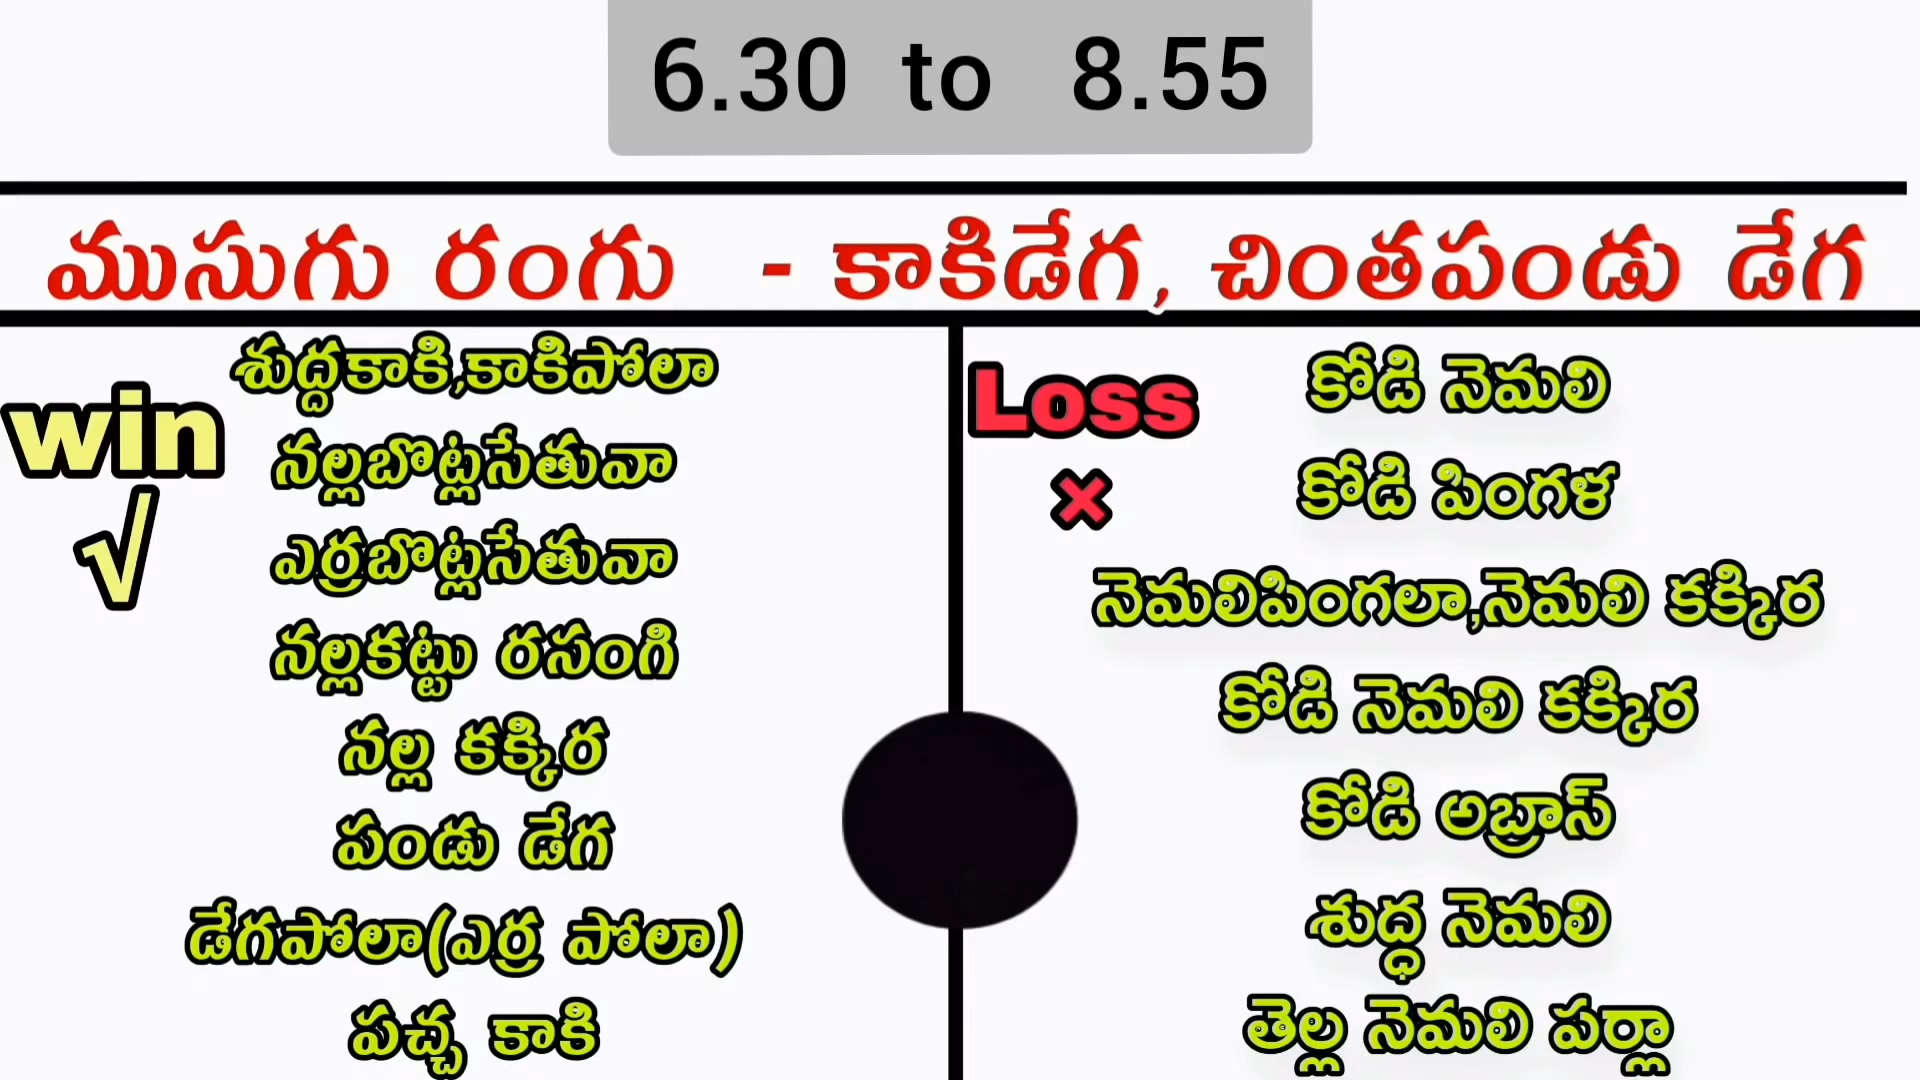 6.30 to 8.55
ముసుగు రంగు - కాకిడేగ, చింతపండు డేగ
win
√
శుద్దకాకి,కాకిపోలా
నల్లబొట్లసేతువా
ఎర్రబొట్లసేతువా
నల్లకట్టు రసంగి
నల్ల కక్కిర
పండు డేగ
డేగపోలా(ఎర్ర పోలా)
పచ్చ కాకి
Loss
×
కోడి నెమలి
కోడి పింగళ
నెమలిపింగలా,నెమలి కక్కిర
కోడి నెమలి కక్కిర
కోడి అబ్రాస్
శుద్ధ నెమలి
తెల్ల నెమలి పర్లా